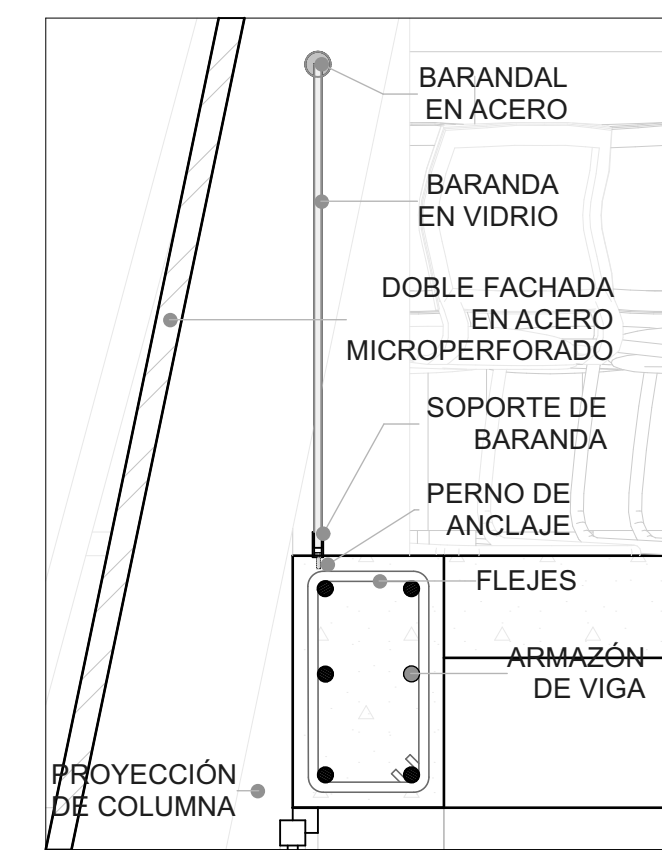 BARANDAL
EN ACERO
BARANDA
EN VIDRIO
DOBLE FACHADA
EN ACERO
MICROPERFORADO
SOPORTE DE
BARANDA
PERNO DE
ANCLAJE
FLEJES
ARMAZÓN
DE VIGA
PROYECCIÓN
DE COLUMNA